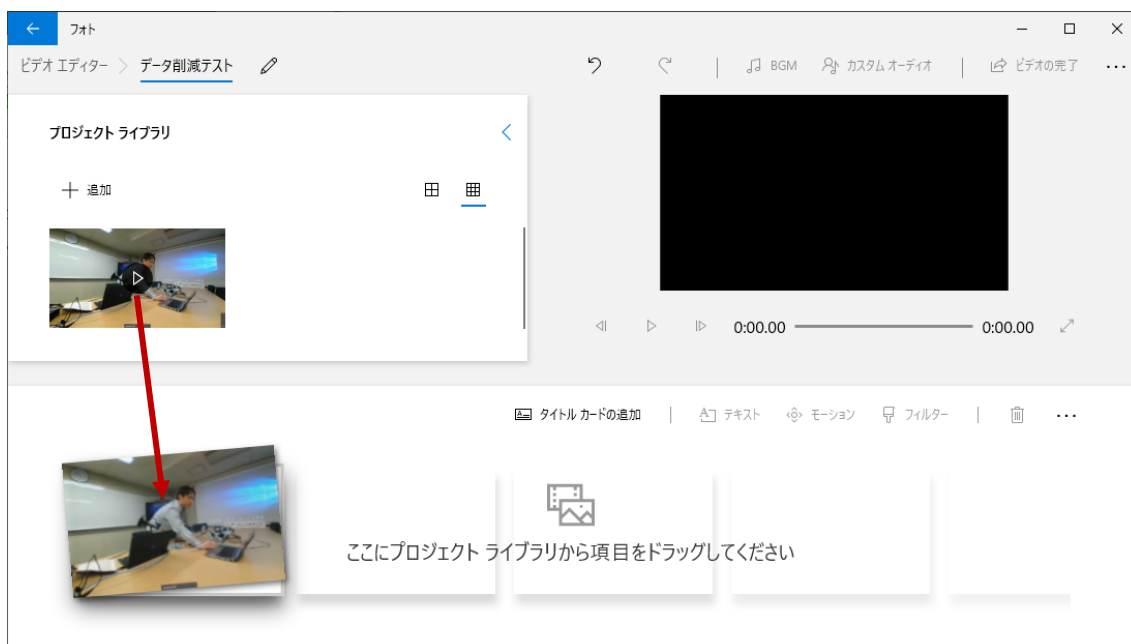 フォト
ビデオ エディター > データ削減テスト
BGM カスタム オーディオ ビデオの完了
プロジェクト ライブラリ
追加
0:00.00 0:00.00
タイトル カードの追加 テキスト モーション フィルター
ここにプロジェクト ライブラリから項目をドラッグしてください